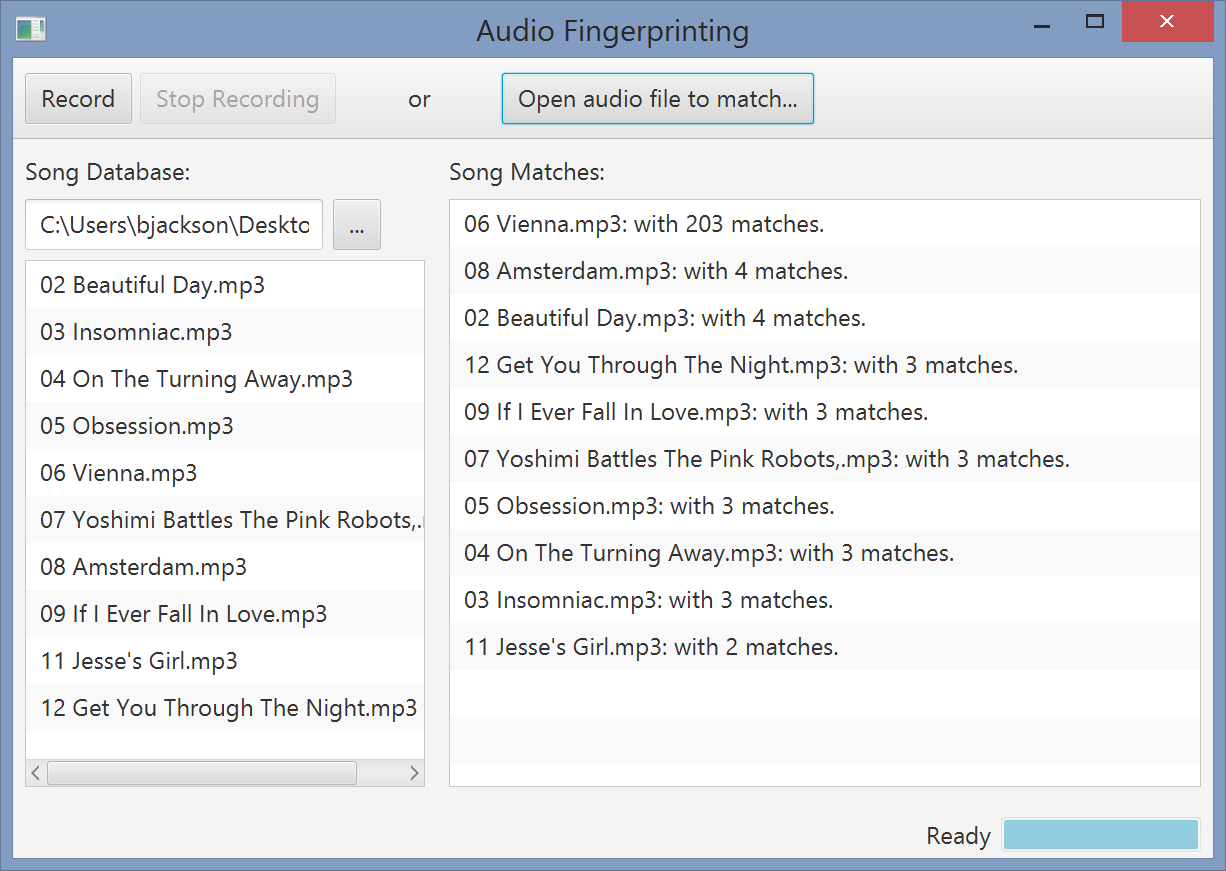 Audio Fingerprinting
Record
Stop Recording
or
Open audio file to match...
Song Database:
C:\Users\bjackson\Deskto
...
02 Beautiful Day.mp3
03 Insomniac.mp3
04 On The Turning Away.mp3
05 Obsession.mp3
06 Vienna.mp3
07 Yoshimi Battles The Pink Robots,.
08 Amsterdam.mp3
09 If I Ever Fall In Love.mp3
11 Jesse's Girl.mp3
12 Get You Through The Night.mp3
Song Matches:
06 Vienna.mp3: with 203 matches.
08 Amsterdam.mp3: with 4 matches.
02 Beautiful Day.mp3: with 4 matches.
12 Get You Through The Night.mp3: with 3 matches.
09 If I Ever Fall In Love.mp3: with 3 matches.
07 Yoshimi Battles The Pink Robots,.mp3: with 3 matches.
05 Obsession.mp3: with 3 matches.
04 On The Turning Away.mp3: with 3 matches.
03 Insomniac.mp3: with 3 matches.
11 Jesse's Girl.mp3: with 2 matches.
Ready